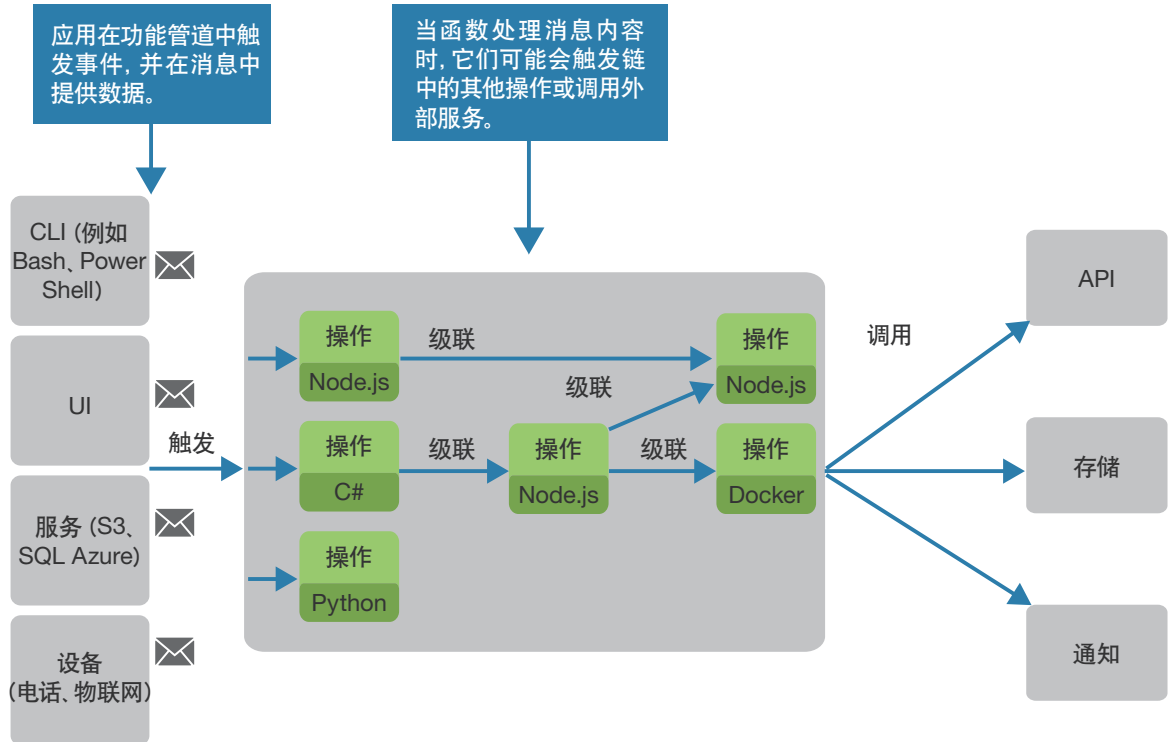 应用在功能管道中触
发事件, 并在消息中
提供数据。
当函数处理消息内容
时, 它们可能会触发链
中的其他操作或调用外
部服务。
CLI (例如
Bash、Power
Shell)
UI
服务 (S3、
SQL Azure)
设备
(电话、物联网)
触发
操作
Node.js
级联
操作
Node.js
级联
操作
C#
级联
操作
Node.js
级联
操作
Docker
操作
Python
调用
API
存储
通知